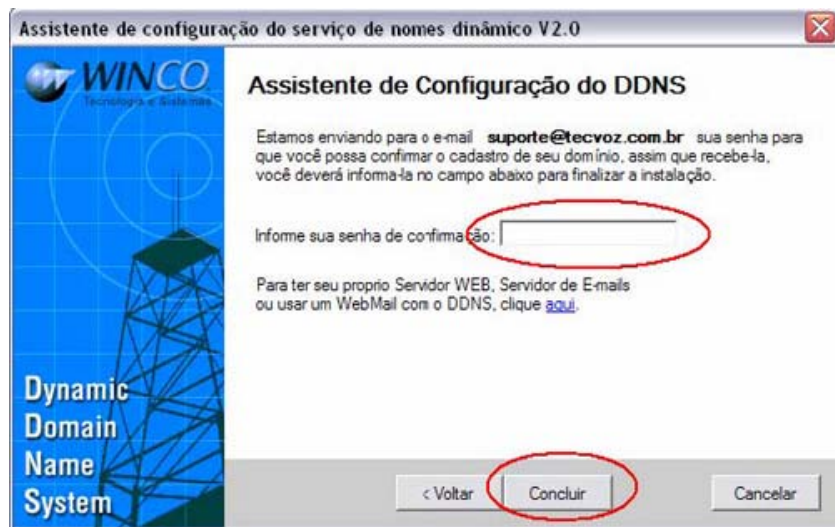 Assistente de configuração do serviço de nomes dinâmico V2.0
WINCO
Tecnologia e Sistemas
Assistente de Configuração do DDNS
Estamos enviando para o e-mail suporte@tecvoz.com.br sua senha para
que você possa confirmar o cadastro de seu domínio, assim que recebe-la,
você deverá informa-la no campo abaixo para finalizar a instalação.
Informe sua senha de confirmação:
Para ter seu proprio Servidor WEB, Servidor de E-mails
ou usar um WebMail com o DDNS, clique aqui.
Dynamic
Domain
Name
System
< Voltar
Concluir
Cancelar